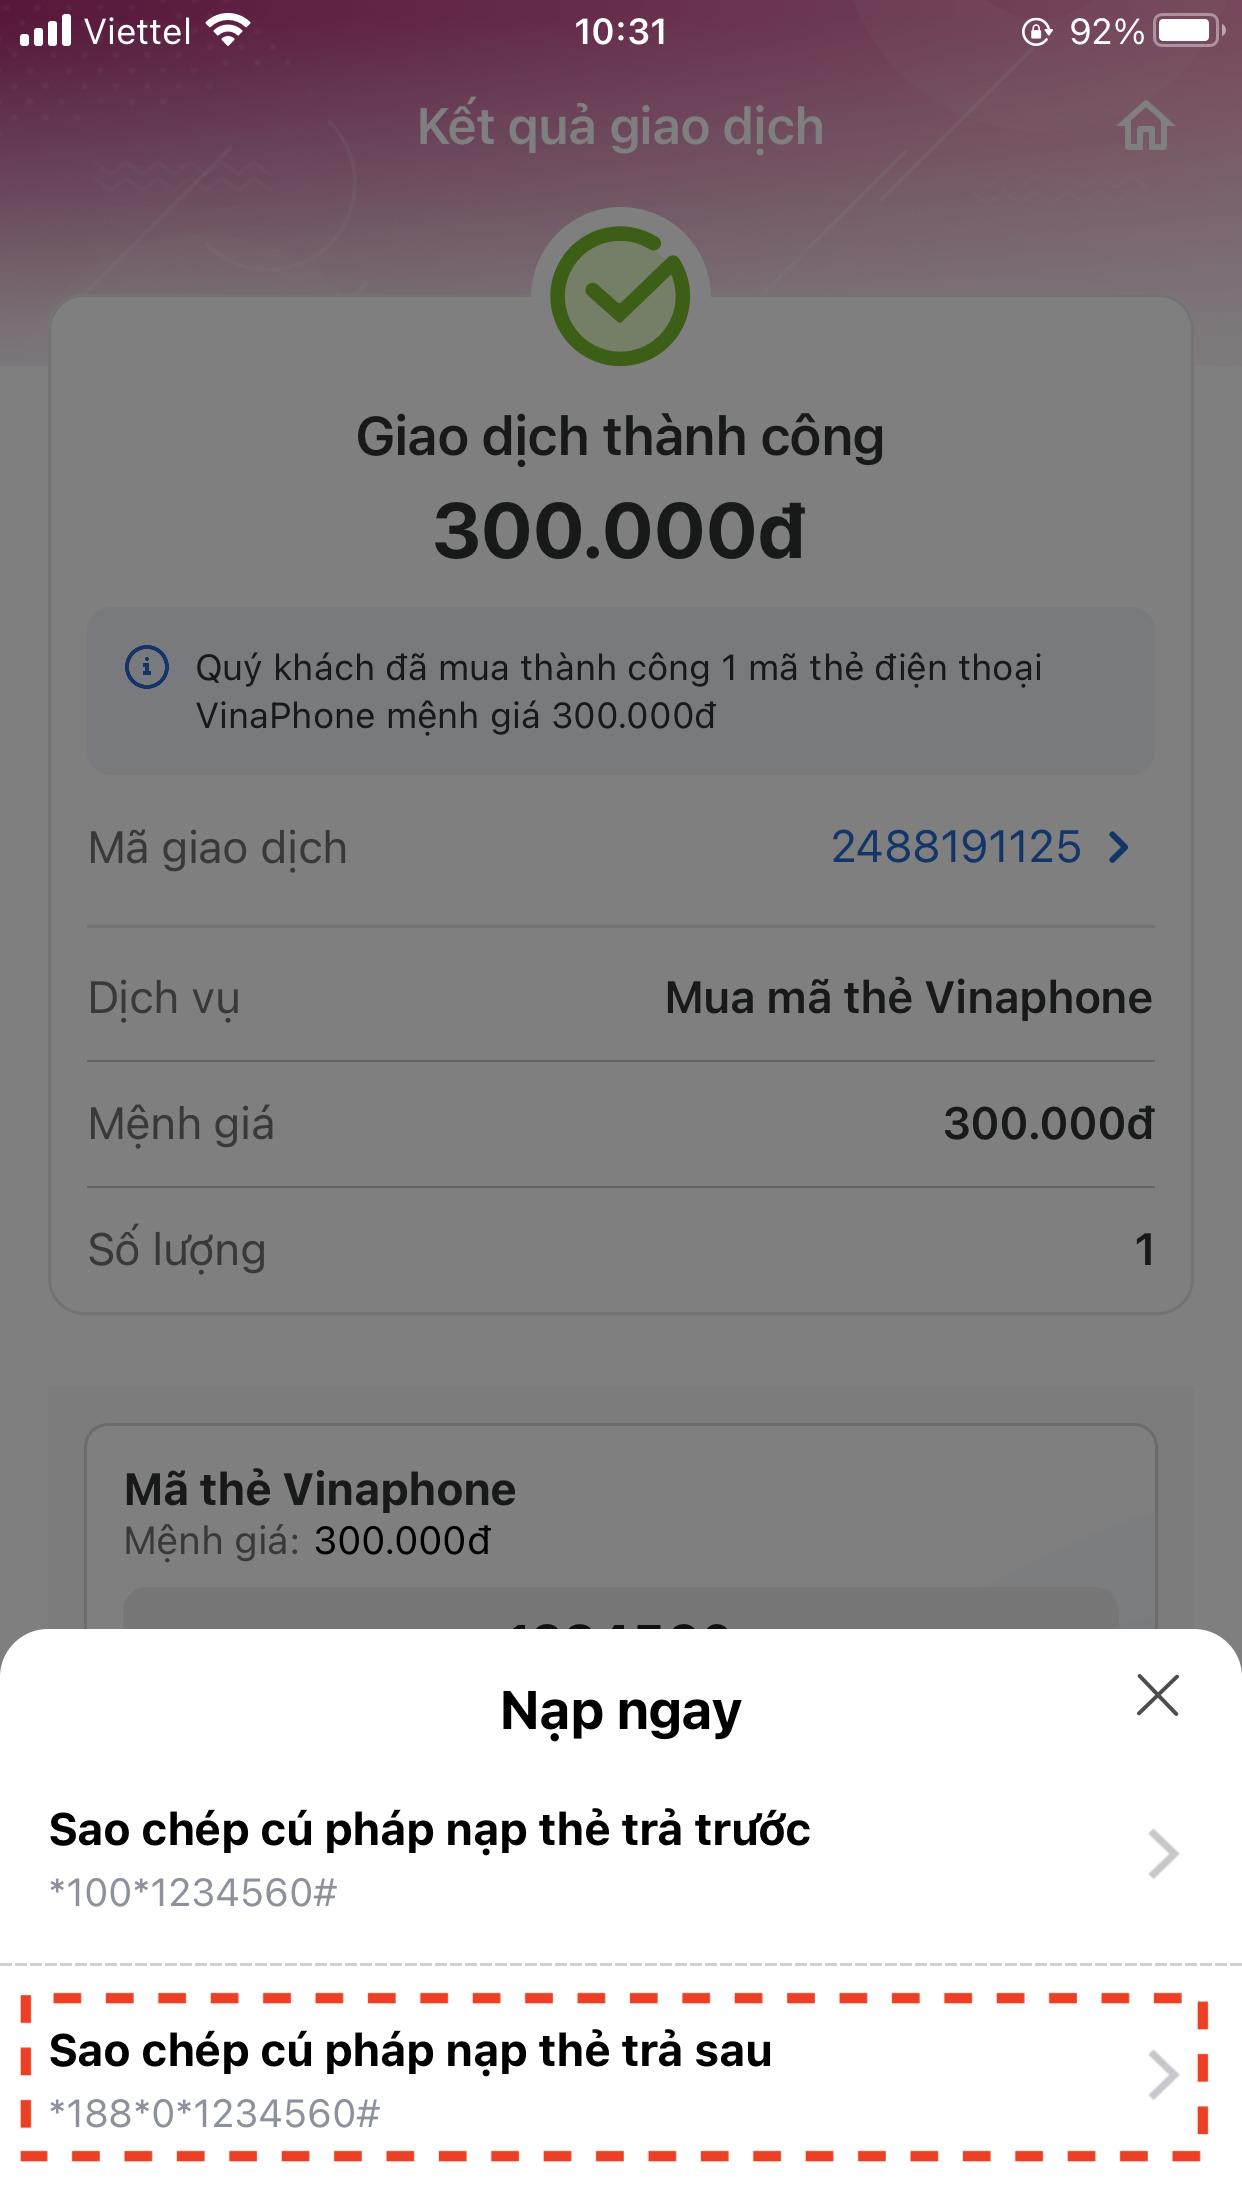 Viettel 10:31 92%
Kết quả giao dịch
Giao dịch thành công
300.000đ
Quý khách đã mua thành công 1 mã thẻ điện thoại
VinaPhone mệnh giá 300.000đ
Mã giao dịch 2488191125
Dịch vụ Mua mã thẻ Vinaphone
Mệnh giá 300.000đ
Số lượng 1
Mã thẻ Vinaphone
Mệnh giá: 300.000đ
Nạp ngay
Sao chép cú pháp nạp thẻ trả trước
*100*1234560#
Sao chép cú pháp nạp thẻ trả sau
*188*0*1234560#